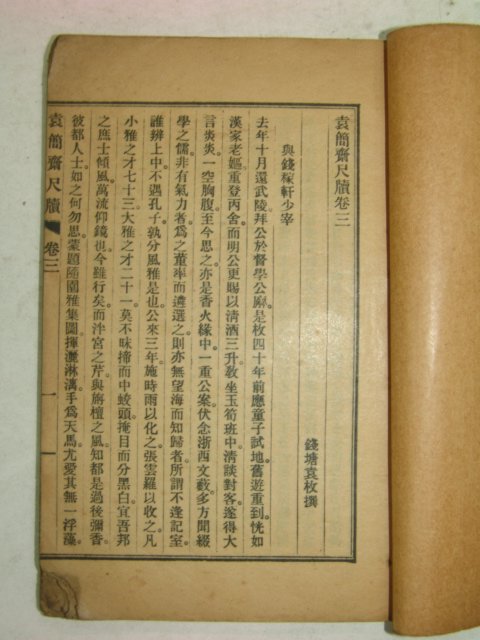 袁簡齋尺牘卷三
錢塘袁枚撰
與錢稼軒少宰
去年十月還武陵拜公於督學公廨。是枚四十年前應童子試地。舊遊重到。恍如
漢家老嫗。重登丙舍。而明公更賜以清酒三升。敎坐玉筍班中。清談對客。遂得大
言炎炎。一空胸腹。至今思之。亦是香火緣中。一重公案。伏念浙西文藪。多方聞綴
學之儒。非有氣力者。爲之董率而遴選之。則亦無望海而知歸者。所謂不逢記室。
誰辨上中。不遇孔子。孰分風雅是也。公來三年。施時雨以化之。張雲羅以收之。凡
小雅之才七十三。大雅之才二十一。莫不昧揥而中蛟頭。掩目而分黑白。宜吾邦
之庶士傾風。萬流仰鏡也。今雖行矣。而泮宮之芹。與旃檀之風。知都是過後彌香。
彼都人士。如之何勿思。蒙題隨園雅集圖。揮灑淋漓。手爲天馬。尤愛其無一浮藻。
袁簡齋尺牘
卷三
一